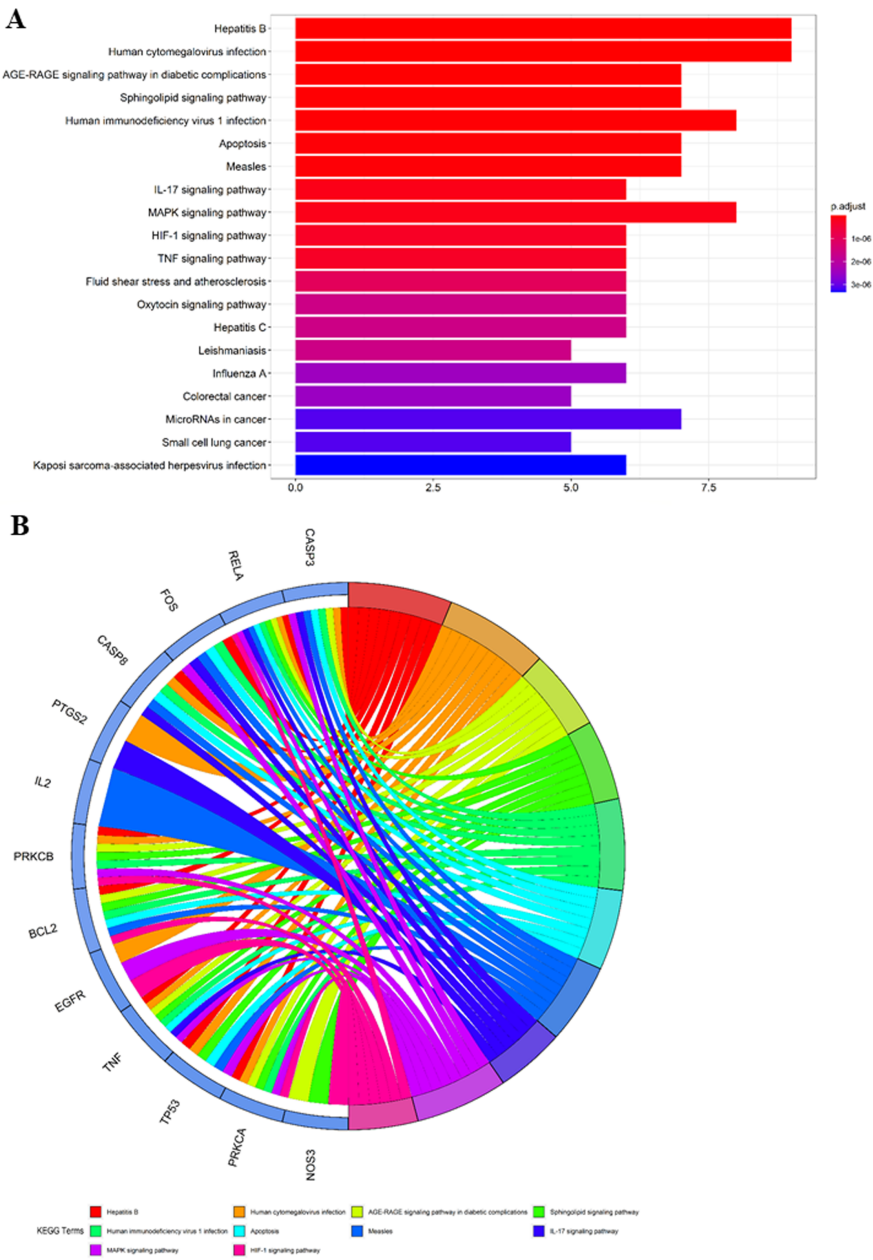 A
Hepatitis B
Human cytomegalovirus infection
AGE-RAGE signaling pathway in diabetic complications
Sphingolipid signaling pathway
Human immunodeficiency virus 1 infection
Apoptosis
Measles
IL-17 signaling pathway
MAPK signaling pathway
HIF-1 signaling pathway
TNF signaling pathway
Fluid shear stress and atherosclerosis
Oxytocin signaling pathway
Hepatitis C
Leishmaniasis
Influenza A
Colorectal cancer
MicroRNAs in cancer
Small cell lung cancer
Kaposi sarcoma-associated herpesvirus infection
0.0 2.5 5.0 7.5
p.adjust
1e-06
2e-06
3e-06
B
CASP3
RELA
FOS
CASP8
PTGS2
IL2
PRKCB
BCL2
EGFR
TNF
TP53
PRKCA
NOS3
KEGG Terms
Hepatitis B Human cytomegalovirus infection AGE-RAGE signaling pathway in diabetic complications Sphingolipid signaling pathway
Human immunodeficiency virus 1 infection Apoptosis Measles IL-17 signaling pathway
MAPK signaling pathway HIF-1 signaling pathway